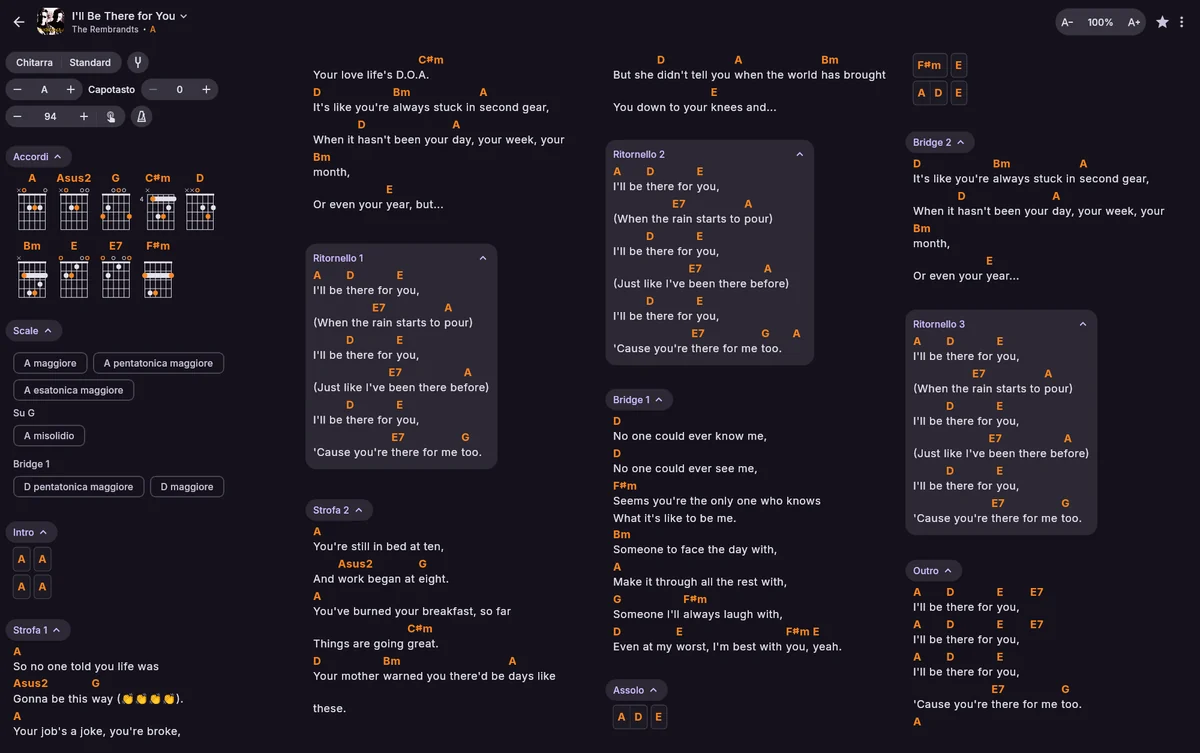 I'll Be There for You
The Rembrandts • A
A- 100% A+
Chitarra Standard
− A + Capotasto − 0 +
− 94 +
Accordi
A Asus2 G C#m D
4
Bm E E7 F#m
Scale
A maggiore A pentatonica maggiore
A esatonica maggiore
Su G
A misolidio
Bridge 1
D pentatonica maggiore D maggiore
Intro
A A
A A
Strofa 1
A
So no one told you life was
Asus2 G
Gonna be this way (👏👏👏👏).
A
Your job's a joke, you're broke,
C#m
Your love life's D.O.A.
D Bm A
It's like you're always stuck in second gear,
D A
When it hasn't been your day, your week, your
Bm
month,
E
Or even your year, but...
Ritornello 1
A D E
I'll be there for you,
E7 A
(When the rain starts to pour)
D E
I'll be there for you,
E7 A
(Just like I've been there before)
D E
I'll be there for you,
E7 G
'Cause you're there for me too.
Strofa 2
A
You're still in bed at ten,
Asus2 G
And work began at eight.
A
You've burned your breakfast, so far
C#m
Things are going great.
D Bm A
Your mother warned you there'd be days like
these.
D A Bm
But she didn't tell you when the world has brought
E
You down to your knees and...
Ritornello 2
A D E
I'll be there for you,
E7 A
(When the rain starts to pour)
D E
I'll be there for you,
E7 A
(Just like I've been there before)
D E
I'll be there for you,
E7 G A
'Cause you're there for me too.
Bridge 1
D
No one could ever know me,
D
No one could ever see me,
F#m
Seems you're the only one who knows
What it's like to be me.
Bm
Someone to face the day with,
A
Make it through all the rest with,
G F#m
Someone I'll always laugh with,
D E F#m E
Even at my worst, I'm best with you, yeah.
Assolo
A D E
F#m E
A D E
Bridge 2
D Bm A
It's like you're always stuck in second gear,
D A
When it hasn't been your day, your week, your
Bm
month,
E
Or even your year...
Ritornello 3
A D E
I'll be there for you,
E7 A
(When the rain starts to pour)
D E
I'll be there for you,
E7 A
(Just like I've been there before)
D E
I'll be there for you,
E7 G
'Cause you're there for me too.
Outro
A D E E7
I'll be there for you,
A D E E7
I'll be there for you,
A D E
I'll be there for you,
E7 G
'Cause you're there for me too.
A